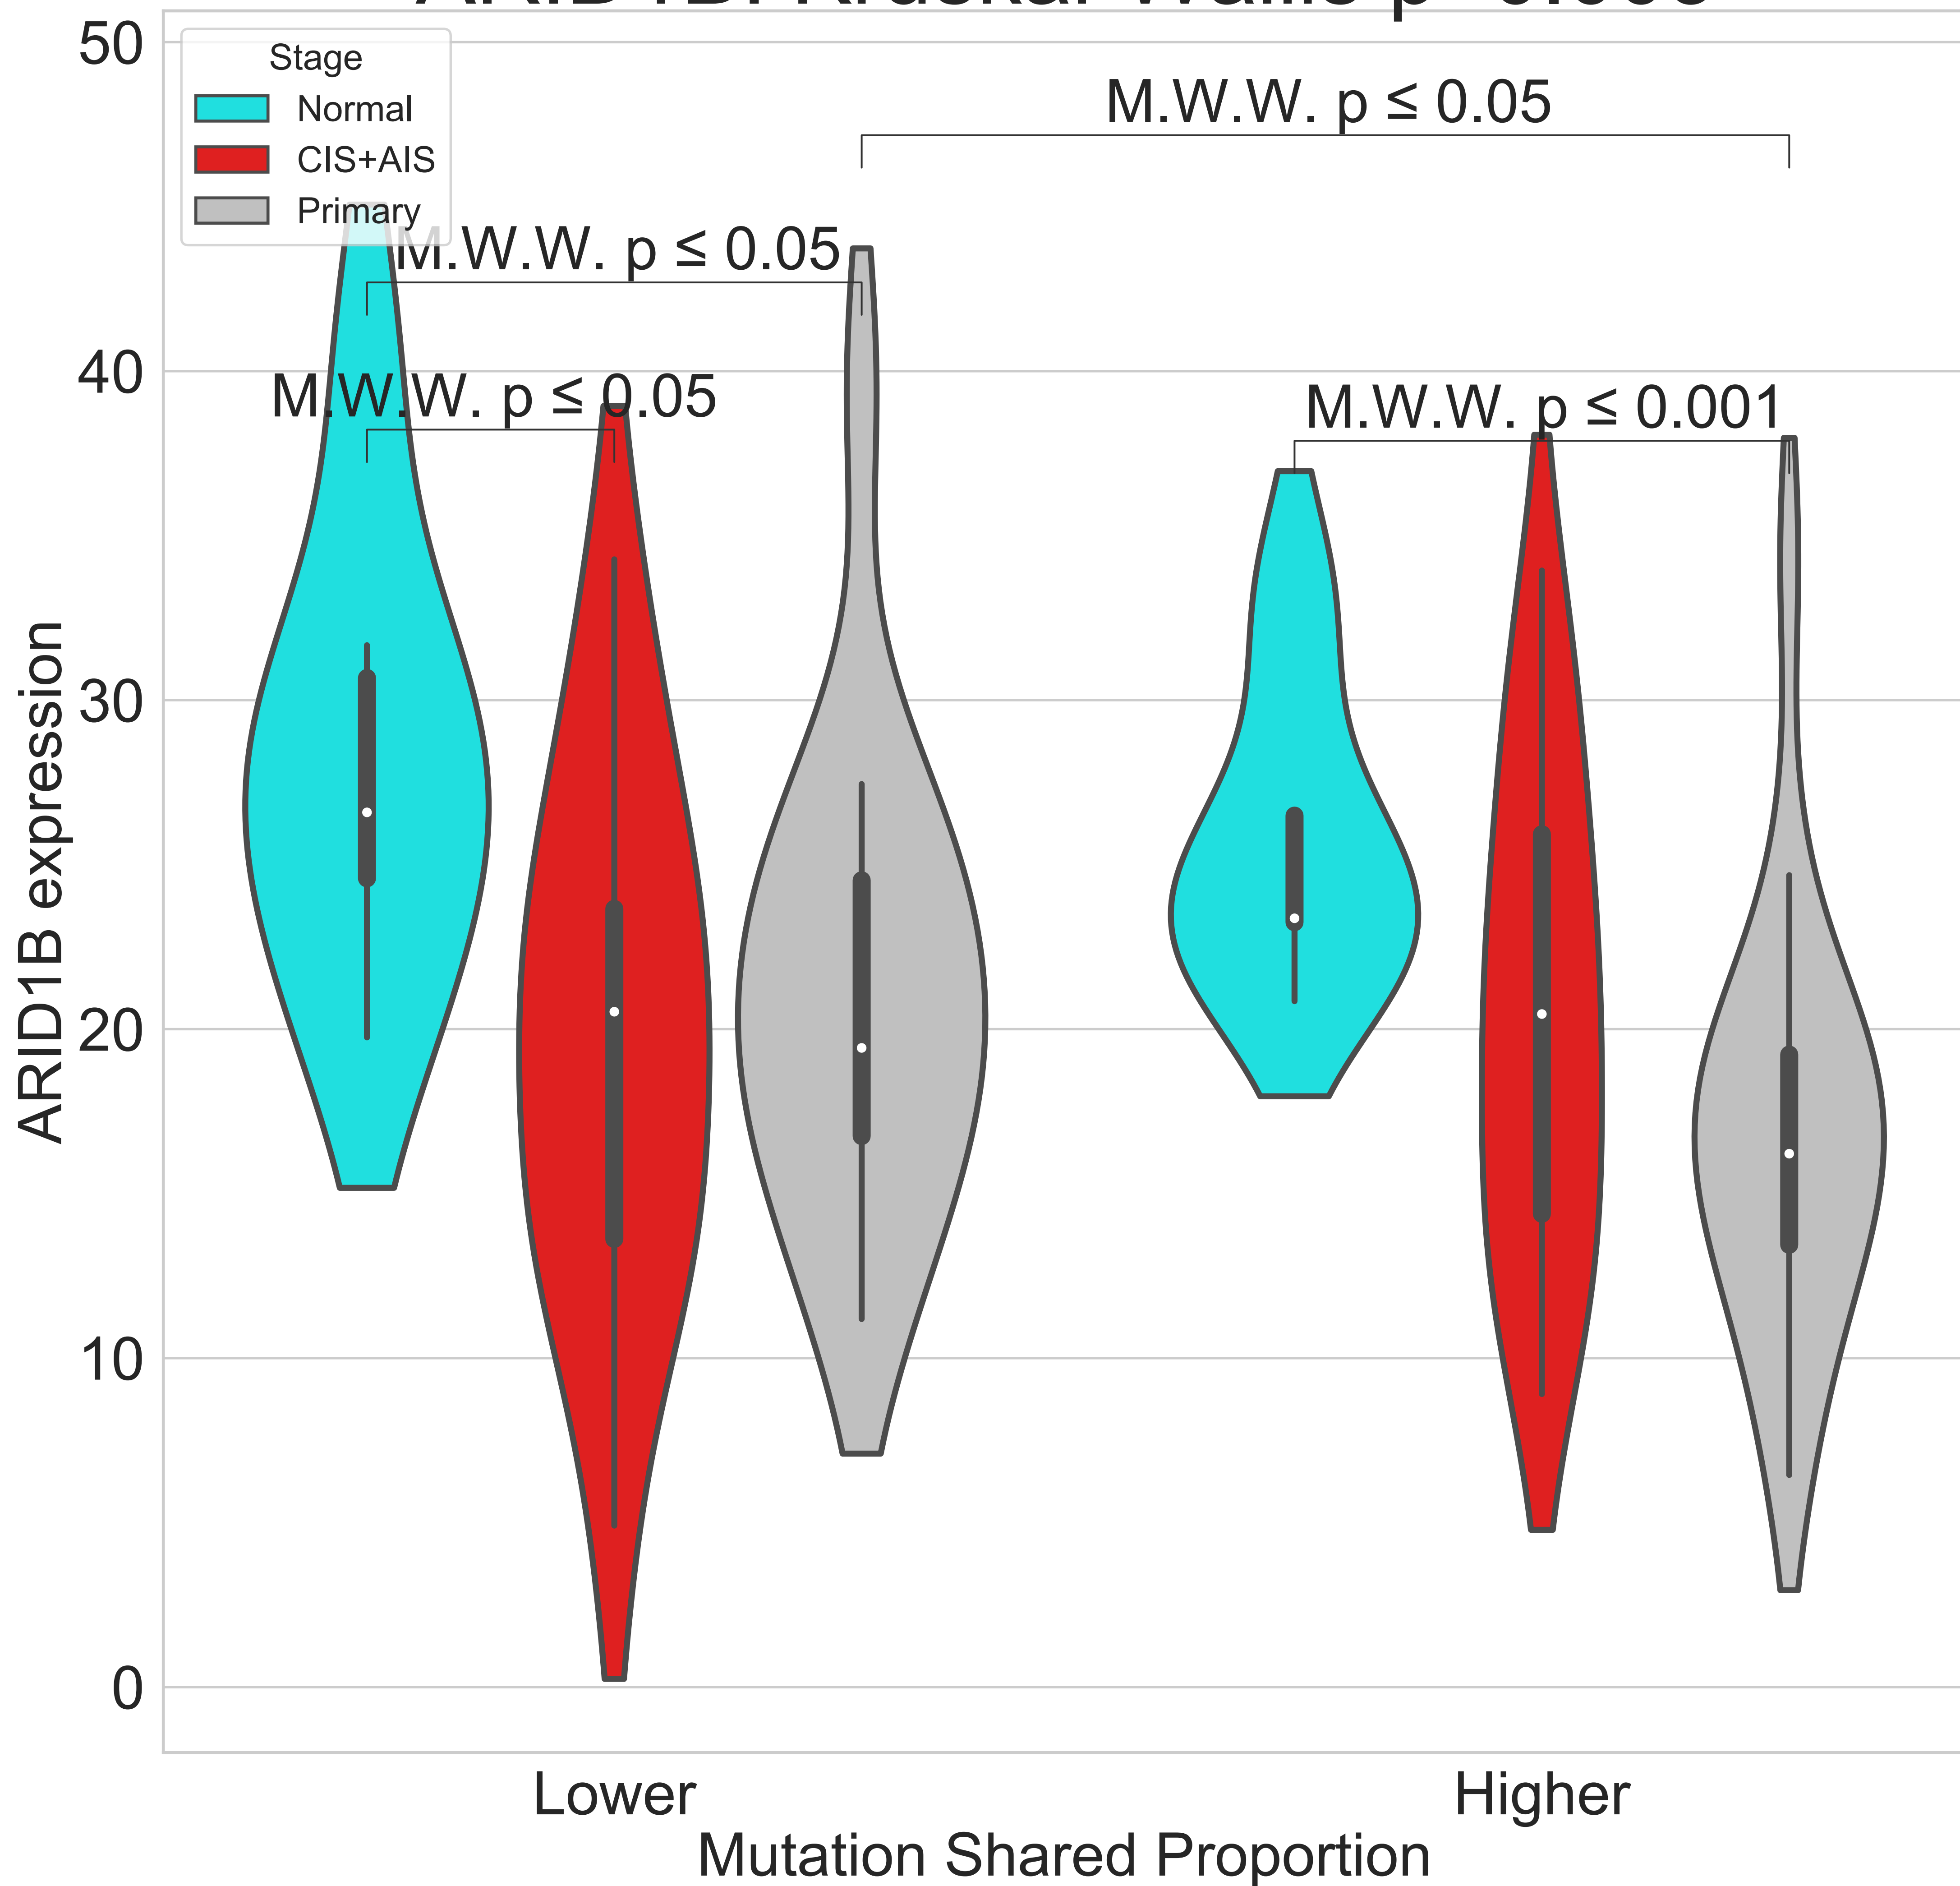 50
Stage
Normal
CIS+AIS
Primary
M.W.W. p ≤ 0.05
M.W.W. p ≤ 0.05
40
M.W.W. p ≤ 0.05
M.W.W. p ≤ 0.001
30
20
10
0
ARID1B expression
Lower
Higher
Mutation Shared Proportion